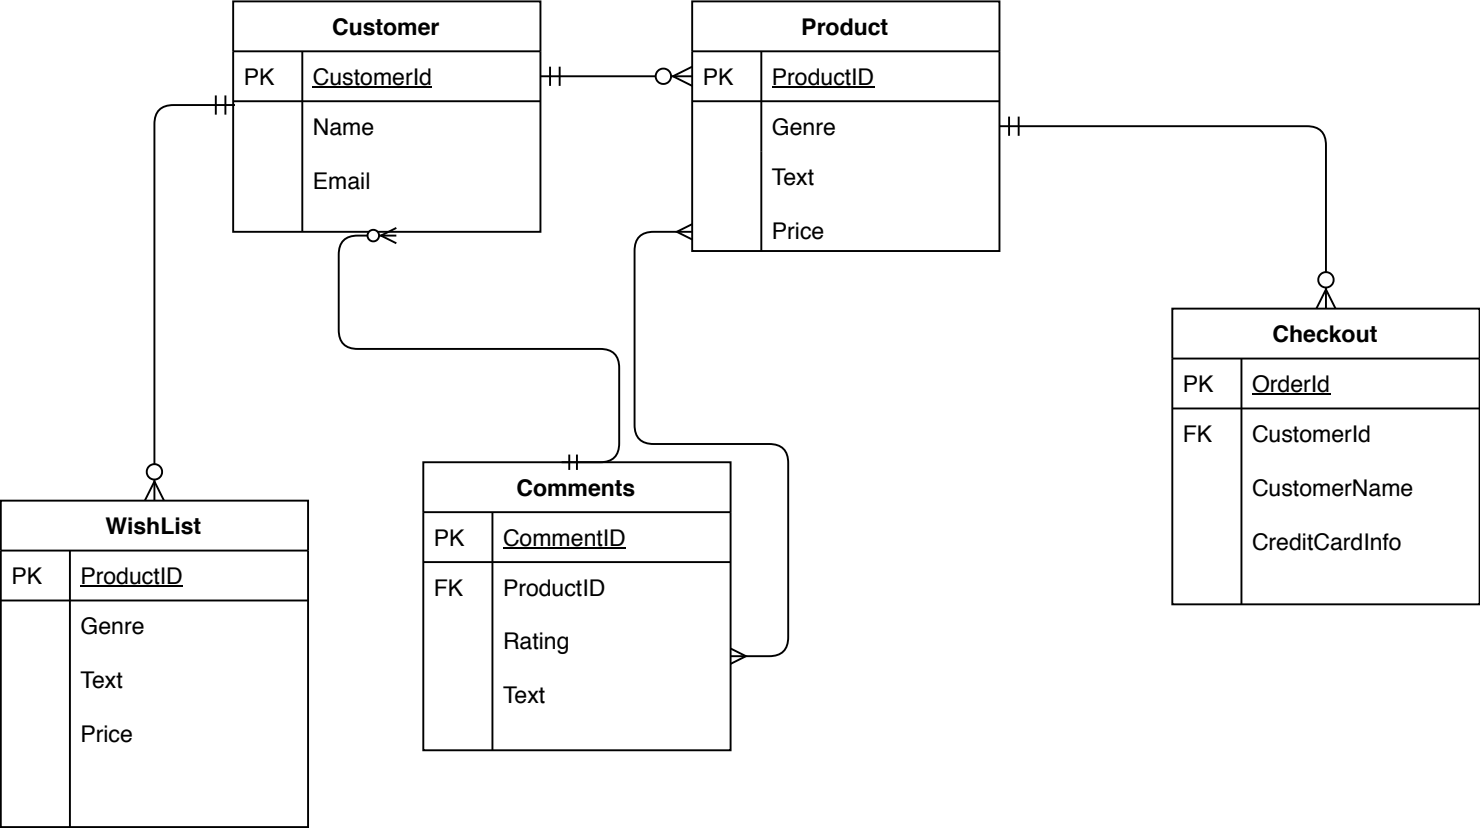 Customer
PK CustomerId
Name
Email
Product
PK ProductID
Genre
Text
Price
Checkout
PK OrderId
FK CustomerId
CustomerName
CreditCardInfo
Comments
PK CommentID
FK ProductID
Rating
Text
WishList
PK ProductID
Genre
Text
Price